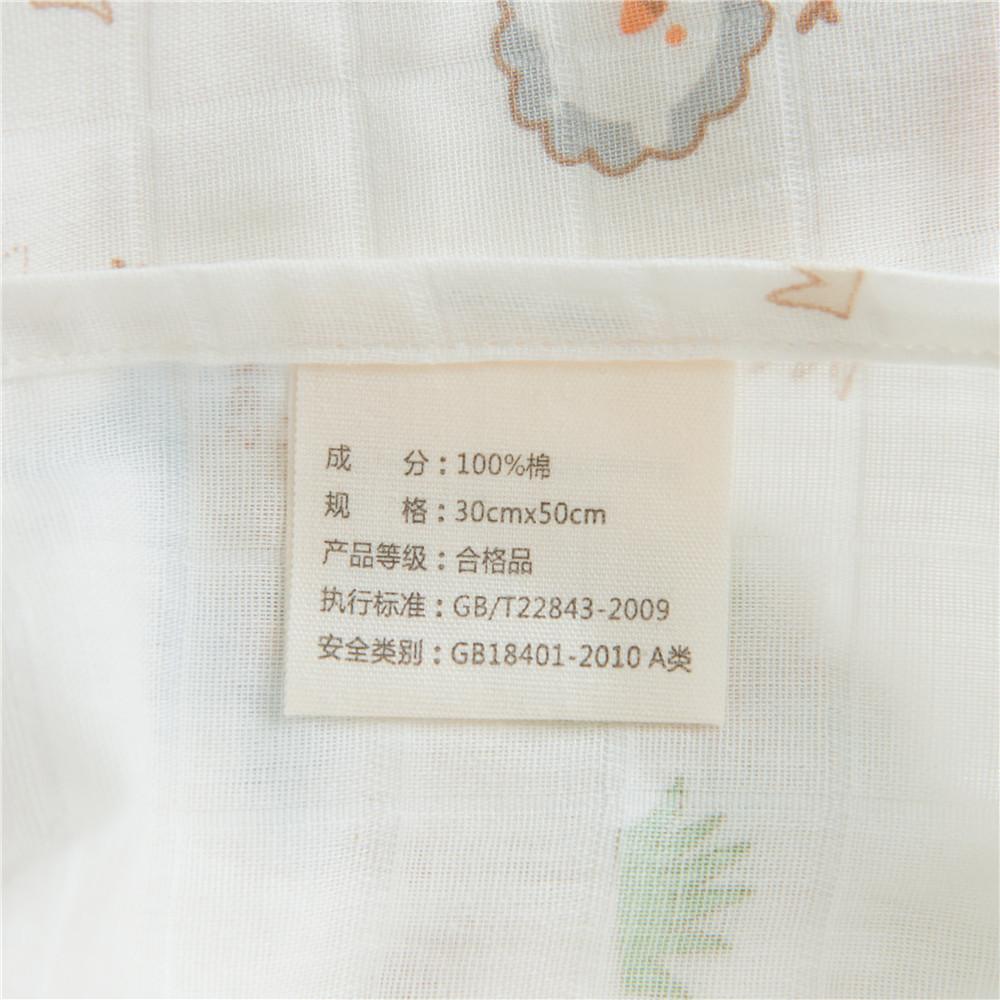 成 分：100%棉
规 格：30cmx50cm
产品等级：合格品
执行标准：GB/T22843-2009
安全类别：GB18401-2010 A类